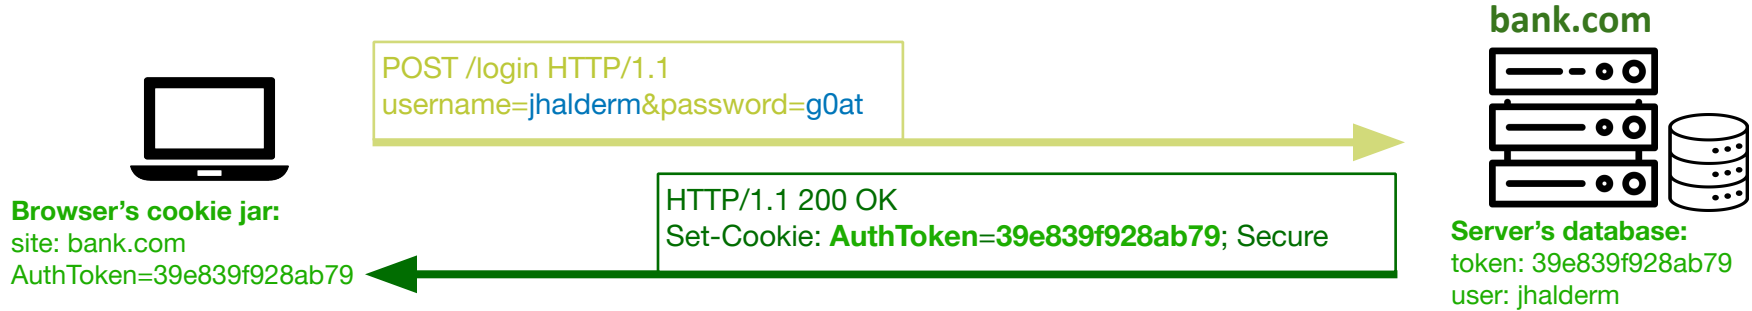 bank.com
POST /login HTTP/1.1
username=jhalderm&password=g0at
HTTP/1.1 200 OK
Set-Cookie: AuthToken=39e839f928ab79; Secure
Browser’s cookie jar:
site: bank.com
AuthToken=39e839f928ab79
Server’s database:
token: 39e839f928ab79
user: jhalderm